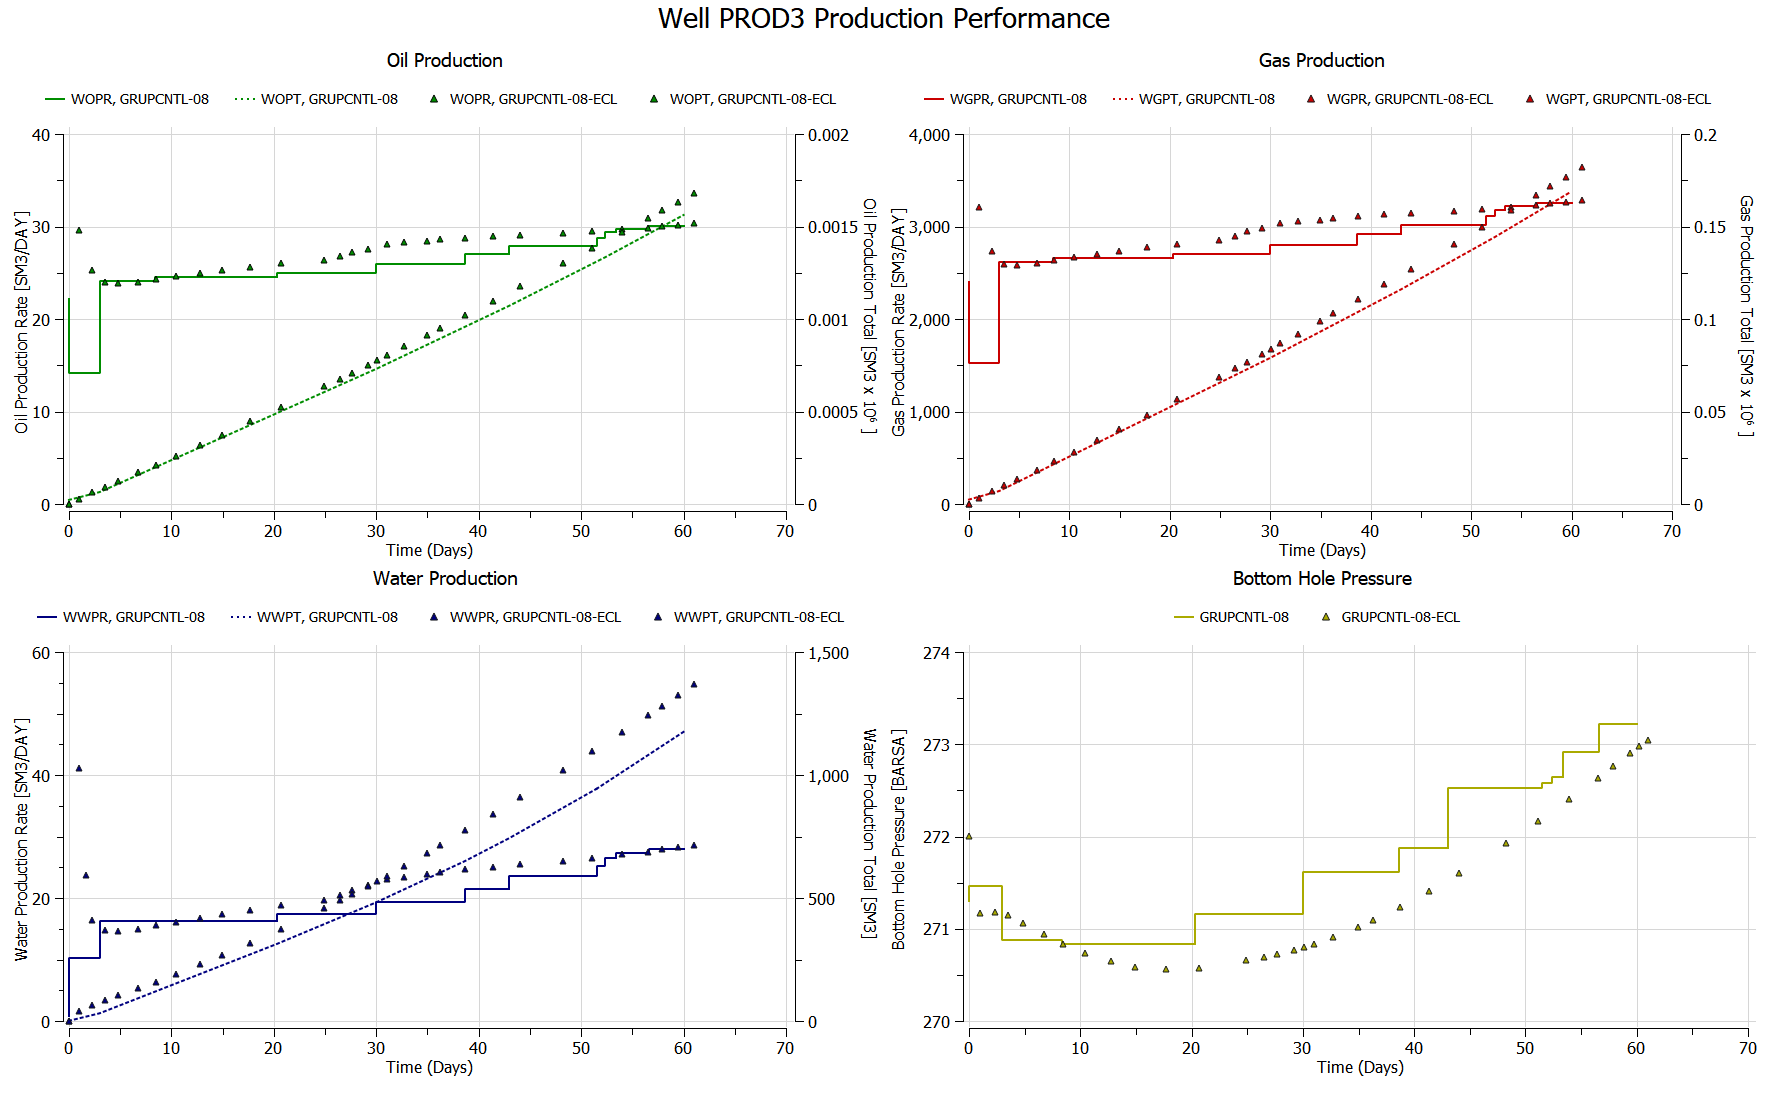 Well PROD3 Production Performance
Oil Production
WOPR, GRUPCNTL-08 WOPT, GRUPCNTL-08 WOPR, GRUPCNTL-08-ECL WOPT, GRUPCNTL-08-ECL
Oil Production Rate [SM3/DAY]
40
30
20
10
0
0.002
0.0015
0.001
0.0005
0
Oil Production Total [SM3 x 10⁶ ]
0 10 20 30 40 50 60 70
Time (Days)
Gas Production
WGPR, GRUPCNTL-08 WGPT, GRUPCNTL-08 WGPR, GRUPCNTL-08-ECL WGPT, GRUPCNTL-08-ECL
Gas Production Rate [SM3/DAY]
4,000
3,000
2,000
1,000
0
0.2
0.15
0.1
0.05
0
Gas Production Total [SM3 x 10⁶ ]
0 10 20 30 40 50 60 70
Time (Days)
Water Production
WWPR, GRUPCNTL-08 WWPT, GRUPCNTL-08 WWPR, GRUPCNTL-08-ECL WWPT, GRUPCNTL-08-ECL
Water Production Rate [SM3/DAY]
60
40
20
0
1,500
1,000
500
0
Water Production Total [SM3 ]
0 10 20 30 40 50 60 70
Time (Days)
Bottom Hole Pressure
GRUPCNTL-08 GRUPCNTL-08-ECL
Bottom Hole Pressure [BARSA]
274
273
272
271
270
0 10 20 30 40 50 60 70
Time (Days)